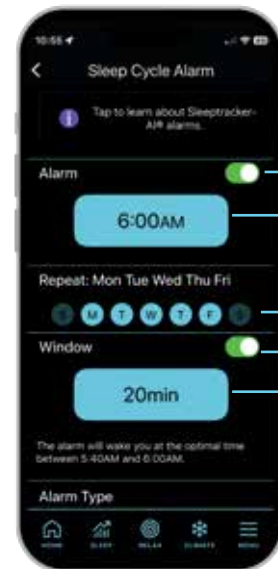 10:55
Sleep Cycle Alarm
Tap to learn about Sleeptracker-
AI® alarms.
Alarm
6:00AM
Repeat: Mon Tue Wed Thu Fri
S M T W T F S
Window
20min
The alarm will wake you at the optimal time
between 5:40AM and 6:00AM.
Alarm Type
HOME SLEEP RELAX CLIMATE MENU